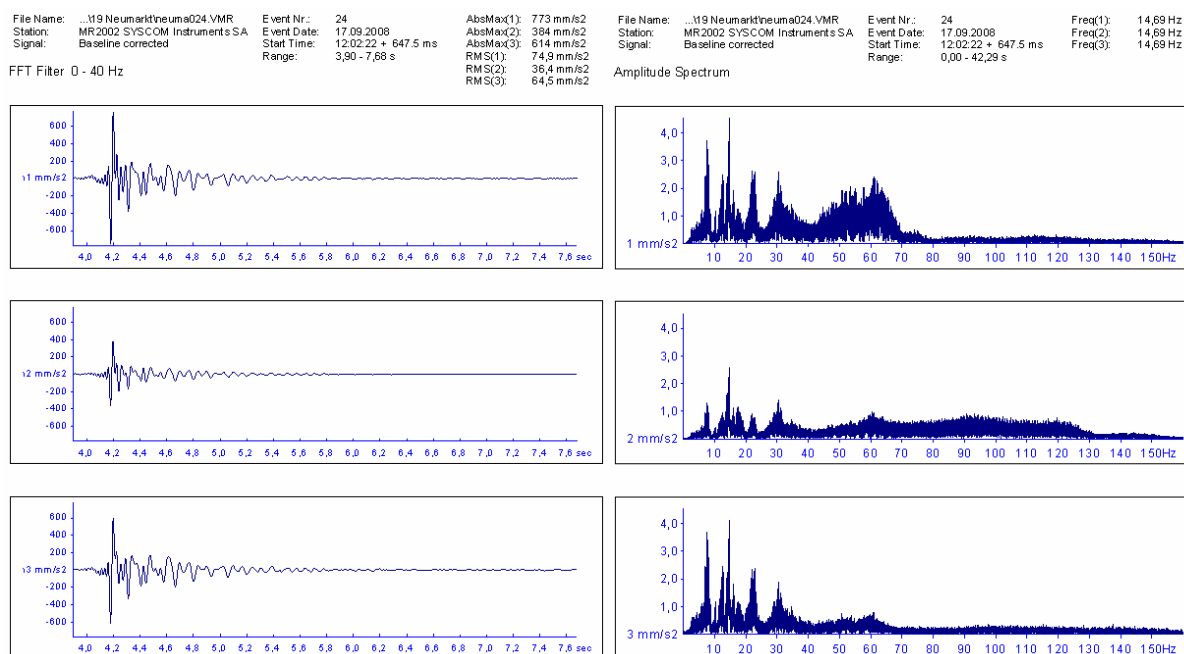 File Name: ...\19 Neumarkt\neuma024.VMR Event Nr.: 24 AbsMax(1): 773 mm/s2
Station: MR2002 SYSCOM Instruments SA Event Date: 17.09.2008 AbsMax(2): 384 mm/s2
Signal: Baseline corrected Start Time: 12:02:22 + 647.5 ms AbsMax(3): 614 mm/s2
Range: 3,90 - 7,68 s RMS(1): 74,9 mm/s2
RMS(2): 36,4 mm/s2
FFT Filter 0 - 40 Hz RMS(3): 64,5 mm/s2
File Name: ...\19 Neumarkt\neuma024.VMR Event Nr.: 24 Freq(1): 14,69 Hz
Station: MR2002 SYSCOM Instruments SA Event Date: 17.09.2008 Freq(2): 14,69 Hz
Signal: Baseline corrected Start Time: 12:02:22 + 647.5 ms Freq(3): 14,69 Hz
Range: 0,00 - 42,29 s
Amplitude Spectrum
600
400
200
1 mm/s2
-200
-400
-600
4,0 4,2 4,4 4,6 4,8 5,0 5,2 5,4 5,6 5,8 6,0 6,2 6,4 6,6 6,8 7,0 7,2 7,4 7,6 sec
4,0
3,0
2,0
1,0
1 mm/s2
10 20 30 40 50 60 70 80 90 100 110 120 130 140 150Hz
600
400
200
2 mm/s2
-200
-400
-600
4,0 4,2 4,4 4,6 4,8 5,0 5,2 5,4 5,6 5,8 6,0 6,2 6,4 6,6 6,8 7,0 7,2 7,4 7,6 sec
4,0
3,0
2,0
1,0
2 mm/s2
10 20 30 40 50 60 70 80 90 100 110 120 130 140 150Hz
600
400
200
3 mm/s2
-200
-400
-600
4,0 4,2 4,4 4,6 4,8 5,0 5,2 5,4 5,6 5,8 6,0 6,2 6,4 6,6 6,8 7,0 7,2 7,4 7,6 sec
4,0
3,0
2,0
1,0
3 mm/s2
10 20 30 40 50 60 70 80 90 100 110 120 130 140 150Hz